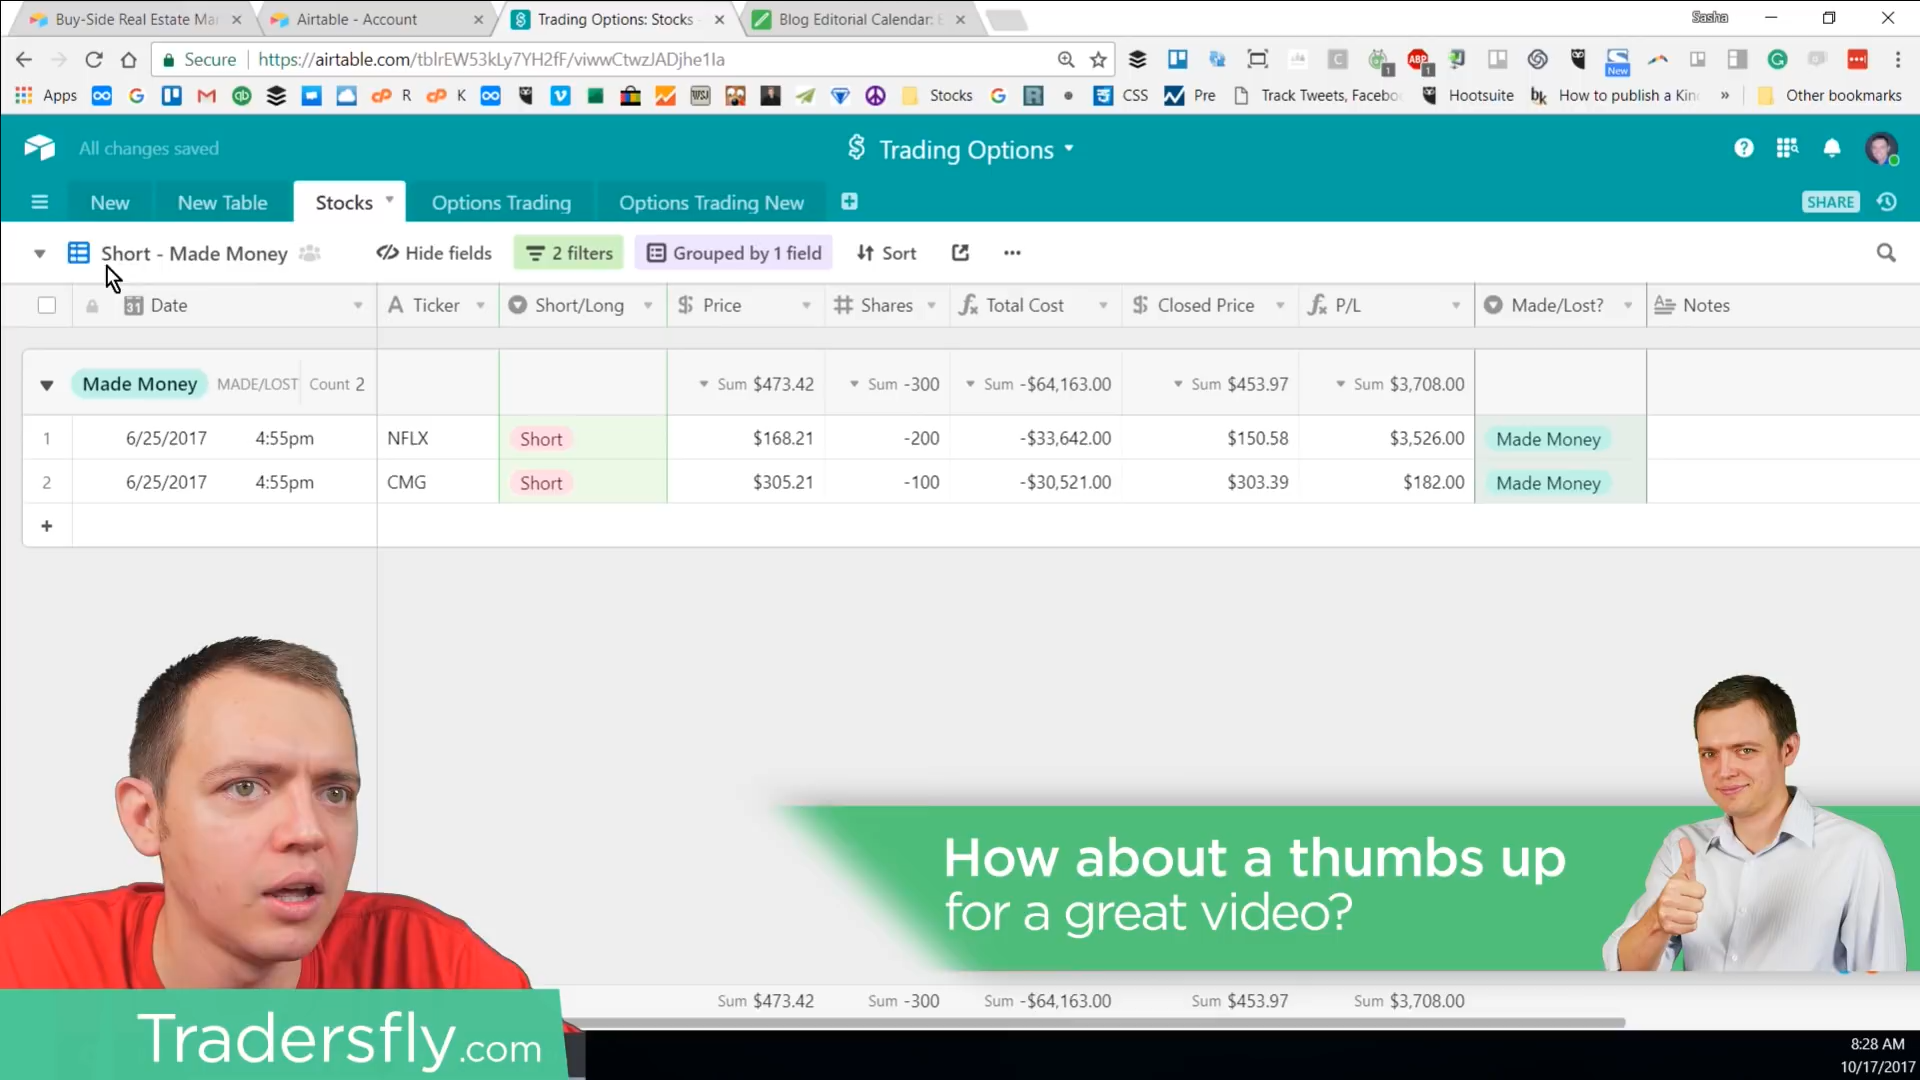 Buy-Side Real Estate Mar
Airtable - Account
Trading Options: Stocks
Blog Editorial Calendar:
Sasha
Secure
https://airtable.com/tblrEW53kLy7YH2fF/viwwCtwzJADjhe1Ia
Apps
R
K
Stocks
CSS
Pre
Track Tweets, Facebo
Hootsuite
How to publish a Kin
»
Other bookmarks
All changes saved
Trading Options
New
New Table
Stocks
Options Trading
Options Trading New
SHARE
Short - Made Money
Hide fields
2 filters
Grouped by 1 field
Sort
Date
Ticker
Short/Long
Price
Shares
Total Cost
Closed Price
P/L
Made/Lost?
Notes
Made Money MADE/LOST Count 2 Sum $473.42 Sum -300 Sum -$64,163.00 Sum $453.97 Sum $3,708.00
1 6/25/2017 4:55pm NFLX Short $168.21 -200 -$33,642.00 $150.58 $3,526.00 Made Money
2 6/25/2017 4:55pm CMG Short $305.21 -100 -$30,521.00 $303.39 $182.00 Made Money
+
How about a thumbs up
for a great video?
Sum $473.42 Sum -300 Sum -$64,163.00 Sum $453.97 Sum $3,708.00
Tradersfly.com
8:28 AM
10/17/2017